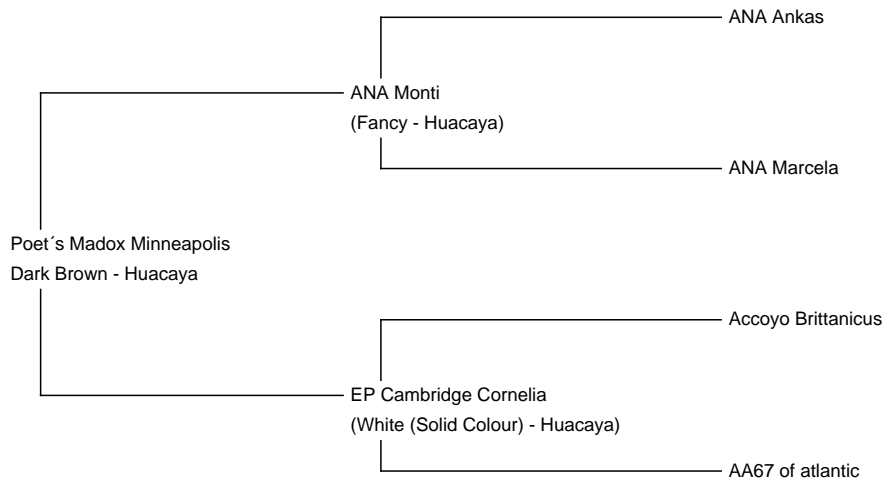 ANA Ankas
ANA Monti
(Fancy - Huacaya)
ANA Marcela
Poet´s Madox Minneapolis
Dark Brown - Huacaya
Accoyo Brittanicus
EP Cambridge Cornelia
(White (Solid Colour) - Huacaya)
AA67 of atlantic